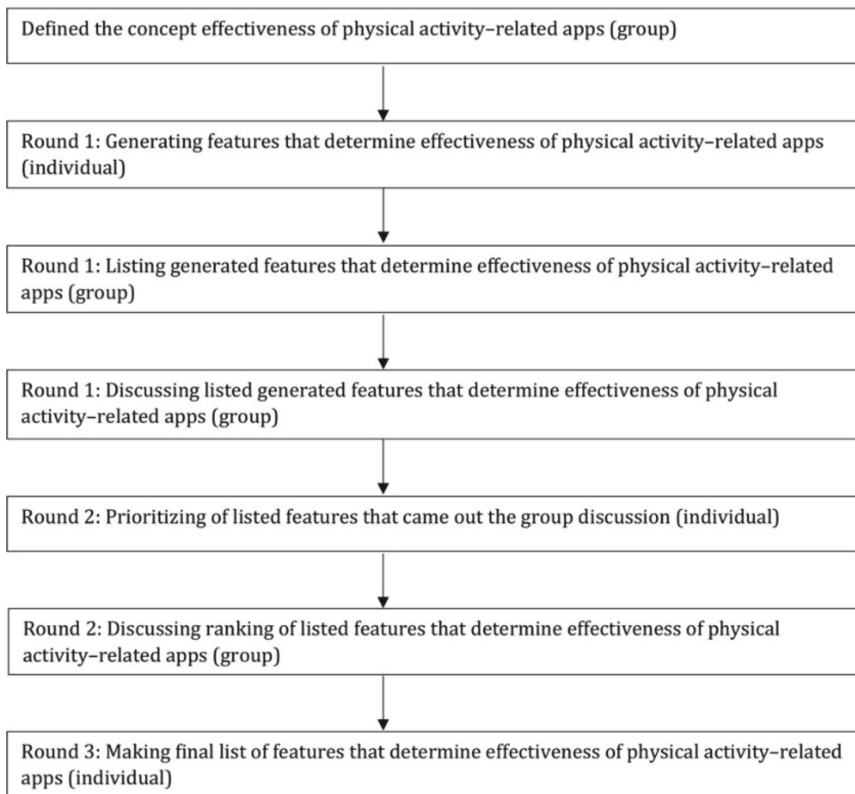 Defined the concept effectiveness of physical activity–related apps (group)
Round 1: Generating features that determine effectiveness of physical activity–related apps
(individual)
Round 1: Listing generated features that determine effectiveness of physical activity–related
apps (group)
Round 1: Discussing listed generated features that determine effectiveness of physical
activity–related apps (group)
Round 2: Prioritizing of listed features that came out the group discussion (individual)
Round 2: Discussing ranking of listed features that determine effectiveness of physical
activity–related apps (group)
Round 3: Making final list of features that determine effectiveness of physical activity–related
apps (individual)